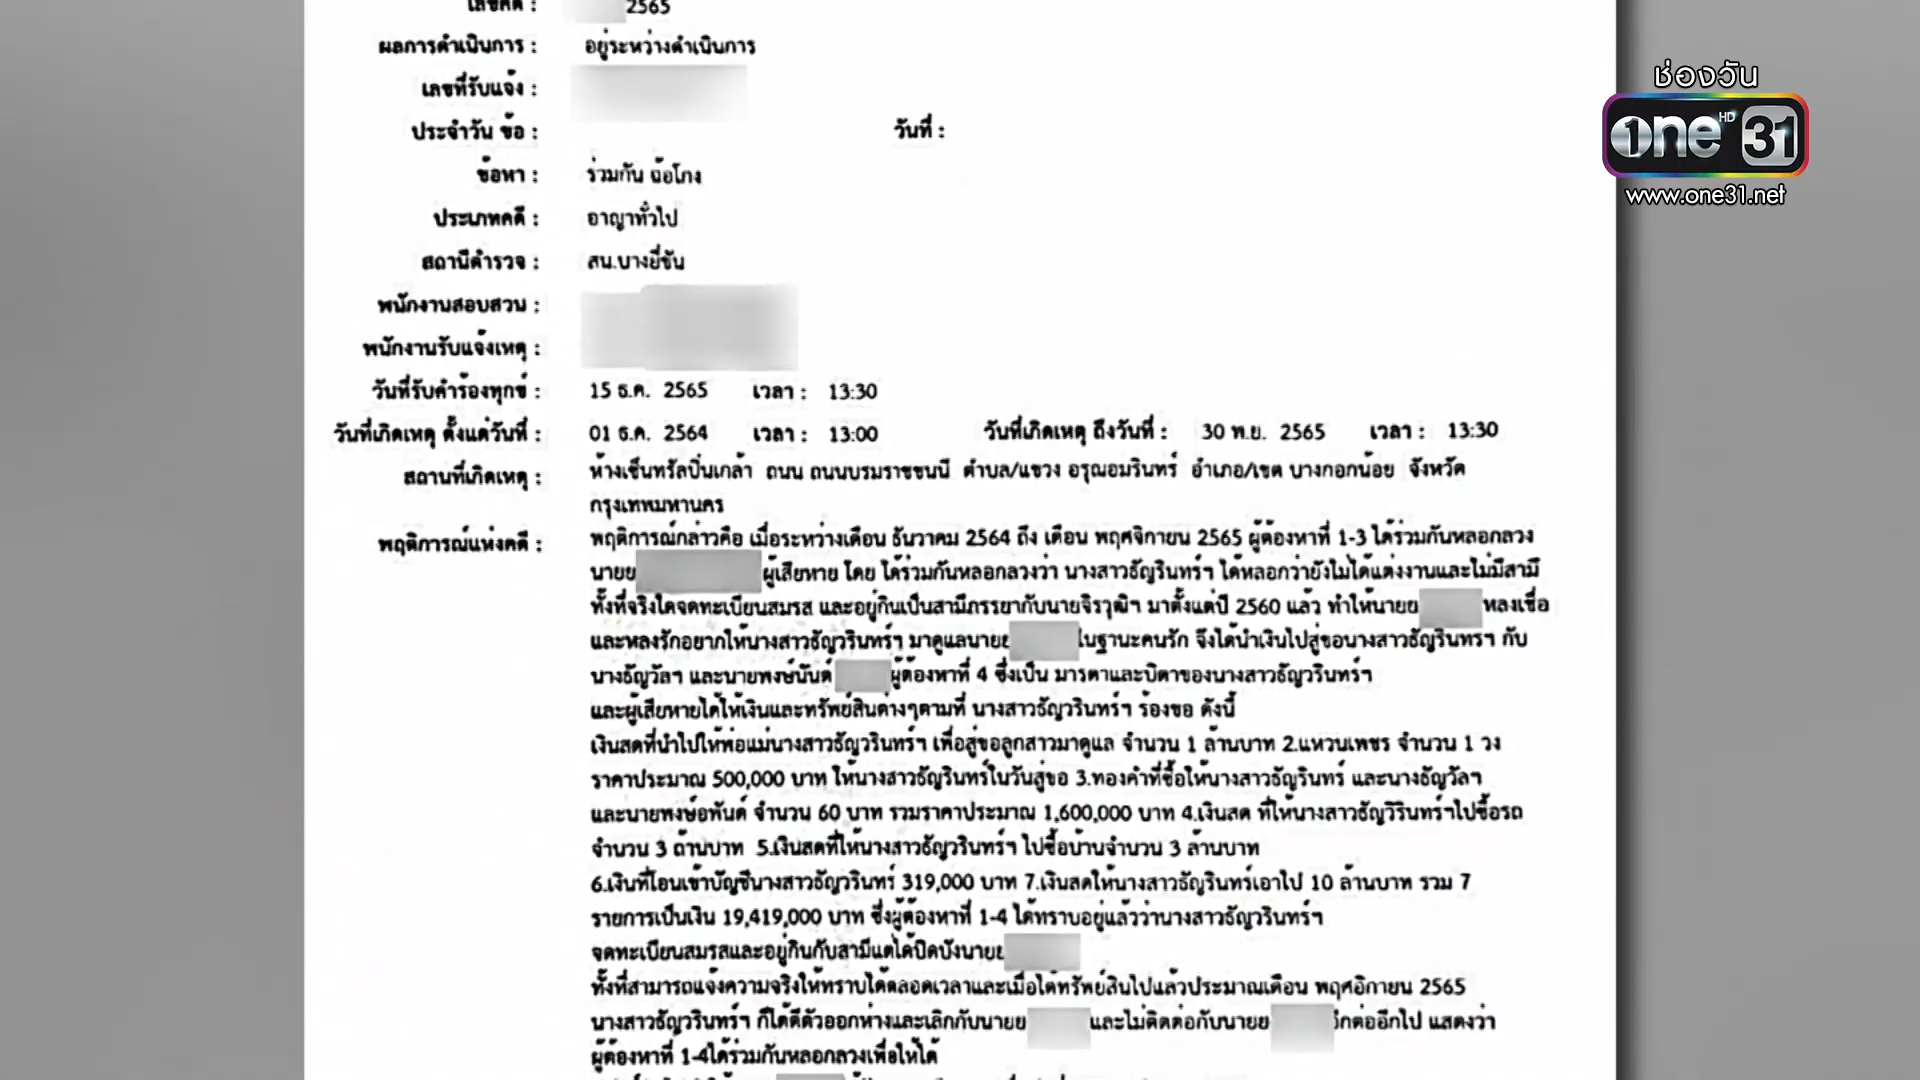 เลขคดี : 2565
ผลการดำเนินการ : อยู่ระหว่างดำเนินการ
เลขที่รับแจ้ง :
ประจำวัน ข้อ : วันที่ :
ข้อหา : ร่วมกัน ฉ้อโกง
ประเภทคดี : อาญาทั่วไป
สถานีตำรวจ : สน.บางยี่ขัน
พนักงานสอบสวน :
พนักงานรับแจ้งเหตุ :
วันที่รับคำร้องทุกข์ : 15 ธ.ค. 2565 เวลา : 13:30
วันที่เกิดเหตุ ตั้งแต่วันที่ : 01 ธ.ค. 2564 เวลา : 13:00 วันที่เกิดเหตุ ถึงวันที่ : 30 พ.ย. 2565 เวลา : 13:30
สถานที่เกิดเหตุ : ห้างเซ็นทรัลปิ่นเกล้า ถนน ถนนบรมราชชนนี ตำบล/แขวง อรุณอมรินทร์ อำเภอ/เขต บางกอกน้อย จังหวัด
กรุงเทพมหานคร
พฤติการณ์แห่งคดี : พฤติการณ์กล่าวคือ เมื่อระหว่างเดือน ธันวาคม 2564 ถึง เดือน พฤศจิกายน 2565 ผู้ต้องหาที่ 1-3 ได้ร่วมกันหลอกลวง
นายย ผู้เสียหาย โดย ได้ร่วมกันหลอกลวงว่า นางสาวธัญรินทร์ฯ ได้หลอกว่ายังไม่ได้แต่งงานและไม่มีสามี
ทั้งที่จริงได้จดทะเบียนสมรส และอยู่กินเป็นสามีภรรยากับนายจิรวุฒิฯ มาตั้งแต่ปี 2560 แล้ว ทำให้นายย หลงเชื่อ
และหลงรักอยากให้นางสาวธัญวรินทร์ฯ มาดูแลนายย ในฐานะคนรัก จึงได้นำเงินไปสู่ขอนางสาวธัญรินทร์ฯ กับ
นางธัญวัลฯ และนายพงษ์นันต์ ผู้ต้องหาที่ 4 ซึ่งเป็น มารดาและบิดาของนางสาวธัญวรินทร์ฯ
และผู้เสียหายได้ให้เงินและทรัพย์สินต่างๆตามที่ นางสาวธัญวรินทร์ฯ ร้องขอ ดังนี้
เงินสดที่นำไปให้พ่อแม่นางสาวธัญวรินทร์ฯ เพื่อสู่ขอลูกสาวมาดูแล จำนวน 1 ล้านบาท 2.แหวนเพชร จำนวน 1 วง
ราคาประมาณ 500,000 บาท ให้นางสาวธัญรินทร์ในวันสู่ขอ 3.ทองคำที่ซื้อให้นางสาวธัญรินทร์ และนางธัญวัลฯ
และนายพงษ์อทันต์ จำนวน 60 บาท รวมราคาประมาณ 1,600,000 บาท 4.เงินสด ที่ให้นางสาวธัญวิรินทร์ฯไปซื้อรถ
จำนวน 3 ล้านบาท 5.เงินสดที่ให้นางสาวธัญวรินทร์ฯ ไปซื้อบ้านจำนวน 3 ล้านบาท
6.เงินที่โอนเข้าบัญชีนางสาวธัญวรินทร์ 319,000 บาท 7.เงินสดให้นางสาวธัญรินทร์เอาไป 10 ล้านบาท รวม 7
รายการเป็นเงิน 19,419,000 บาท ซึ่งผู้ต้องหาที่ 1-4 ได้ทราบอยู่แล้วว่านางสาวธัญวรินทร์ฯ
จดทะเบียนสมรสและอยู่กินกับสามีแต่ได้ปิดบังนายย
ทั้งที่สามารถแจ้งความจริงให้ทราบได้ตลอดเวลาและเมื่อได้ทรัพย์สินไปแล้วประมาณเดือน พฤศจิกายน 2565
นางสาวธัญวรินทร์ฯ ก็ได้ตีตัวออกห่างและเลิกกับนายย และไม่ติดต่อกับนายย อีกต่ออีกไป แสดงว่า
ผู้ต้องหาที่ 1-4ได้ร่วมกันหลอกลวงเพื่อให้ได้
ช่องวัน
one HD 31
www.one31.net